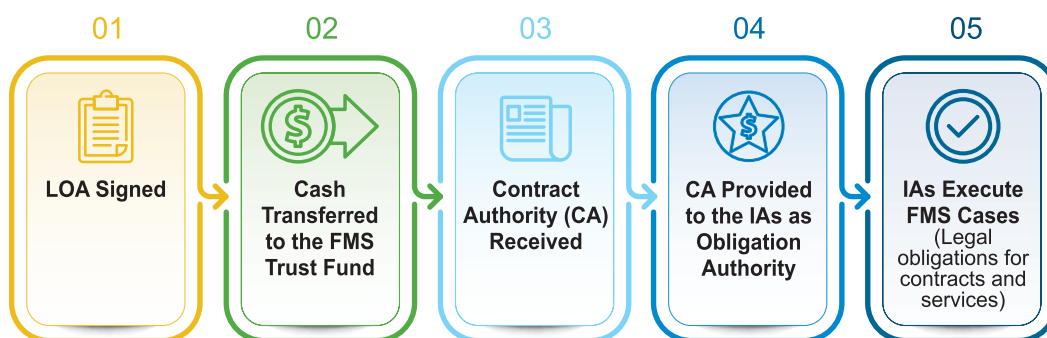 01
LOA Signed
02
$
Cash
Transferred
to the FMS
Trust Fund
03
Contract
Authority (CA)
Received
04
$
CA Provided
to the IAs as
Obligation
Authority
05
IAs Execute
FMS Cases
(Legal
obligations for
contracts and
services)